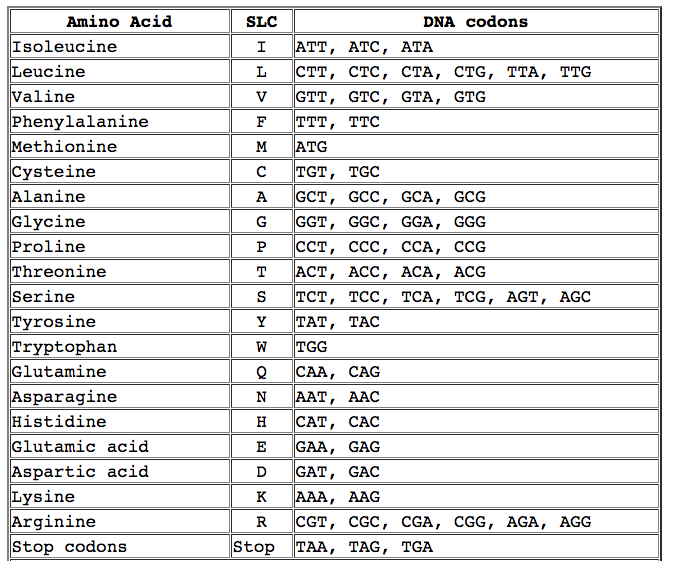 Amino Acid SLC DNA codons
Isoleucine I ATT, ATC, ATA
Leucine L CTT, CTC, CTA, CTG, TTA, TTG
Valine V GTT, GTC, GTA, GTG
Phenylalanine F TTT, TTC
Methionine M ATG
Cysteine C TGT, TGC
Alanine A GCT, GCC, GCA, GCG
Glycine G GGT, GGC, GGA, GGG
Proline P CCT, CCC, CCA, CCG
Threonine T ACT, ACC, ACA, ACG
Serine S TCT, TCC, TCA, TCG, AGT, AGC
Tyrosine Y TAT, TAC
Tryptophan W TGG
Glutamine Q CAA, CAG
Asparagine N AAT, AAC
Histidine H CAT, CAC
Glutamic acid E GAA, GAG
Aspartic acid D GAT, GAC
Lysine K AAA, AAG
Arginine R CGT, CGC, CGA, CGG, AGA, AGG
Stop codons Stop TAA, TAG, TGA